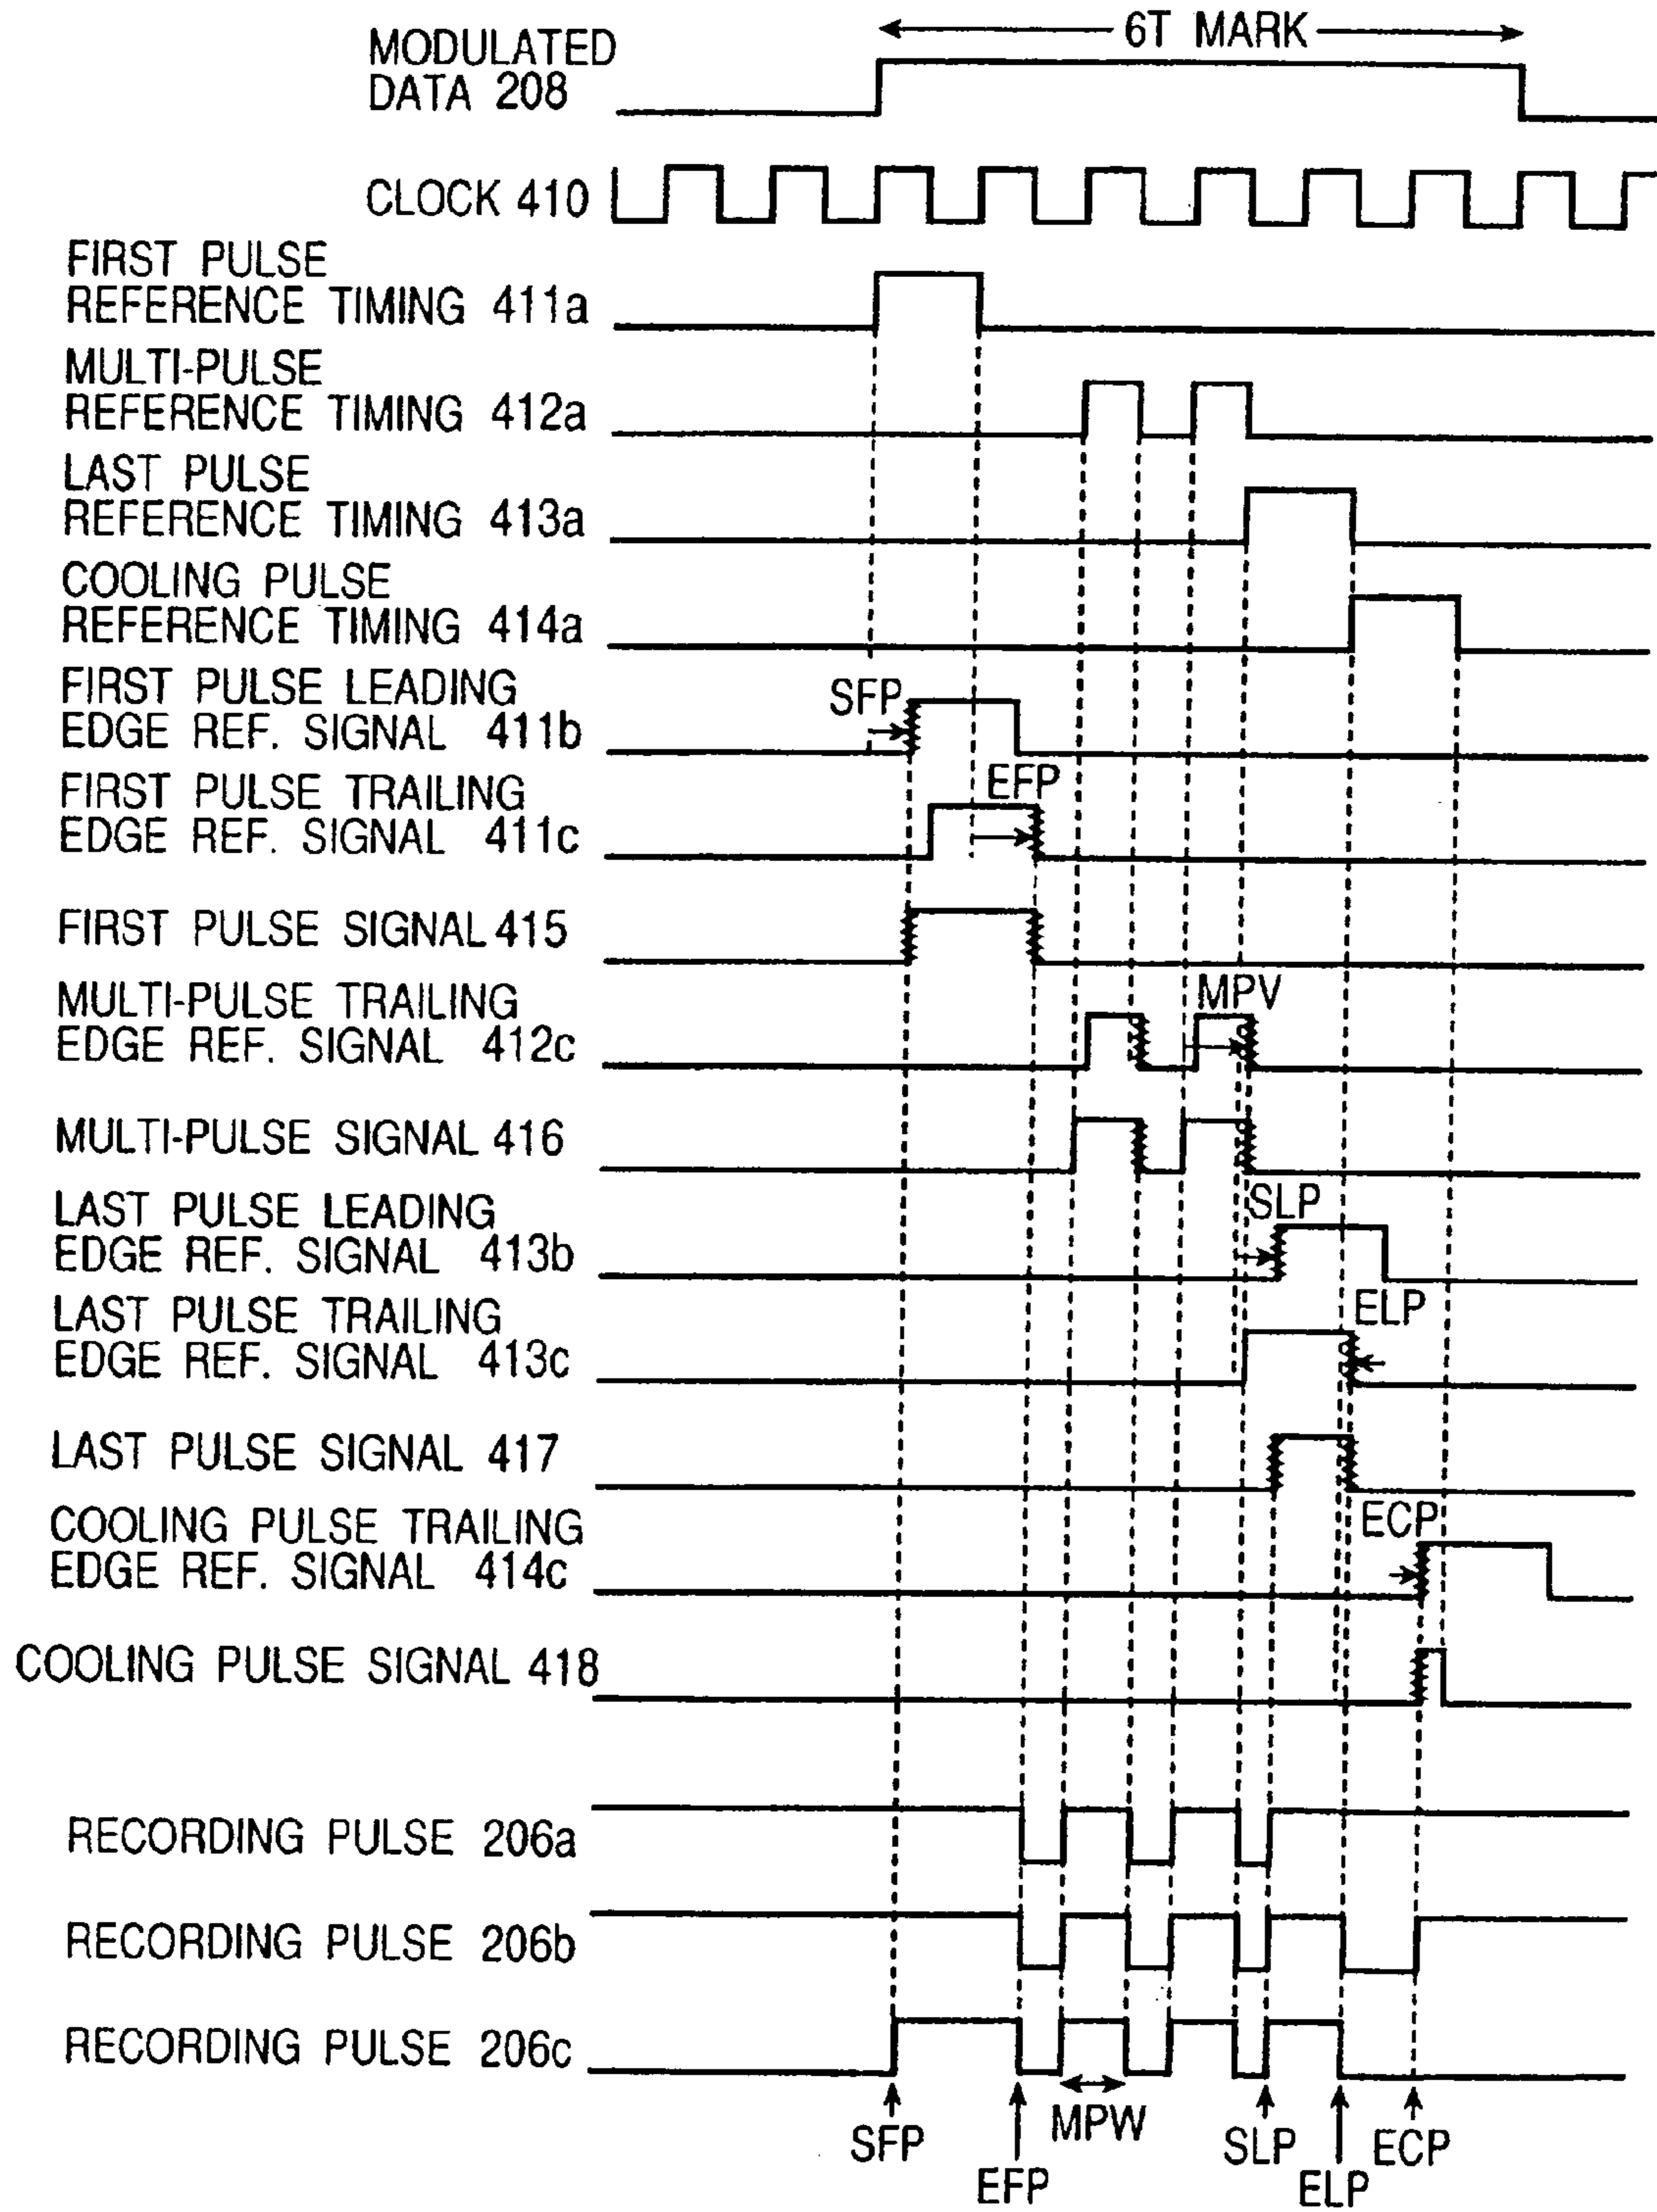 6T MARK
MODULATED
DATA 208
CLOCK 410
FIRST PULSE
REFERENCE TIMING 411a
MULTI-PULSE
REFERENCE TIMING 412a
LAST PULSE
REFERENCE TIMING 413a
COOLING PULSE
REFERENCE TIMING 414a
FIRST PULSE LEADING
EDGE REF. SIGNAL 411b
SFP
FIRST PULSE TRAILING
EDGE REF. SIGNAL 411c
EFP
FIRST PULSE SIGNAL 415
MULTI-PULSE TRAILING
EDGE REF. SIGNAL 412c
MPV
MULTI-PULSE SIGNAL 416
LAST PULSE LEADING
EDGE REF. SIGNAL 413b
SLP
LAST PULSE TRAILING
EDGE REF. SIGNAL 413c
ELP
LAST PULSE SIGNAL 417
COOLING PULSE TRAILING
EDGE REF. SIGNAL 414c
ECP
COOLING PULSE SIGNAL 418
RECORDING PULSE 206a
RECORDING PULSE 206b
RECORDING PULSE 206c
SFP
EFP
MPW
SLP
ELP
ECP